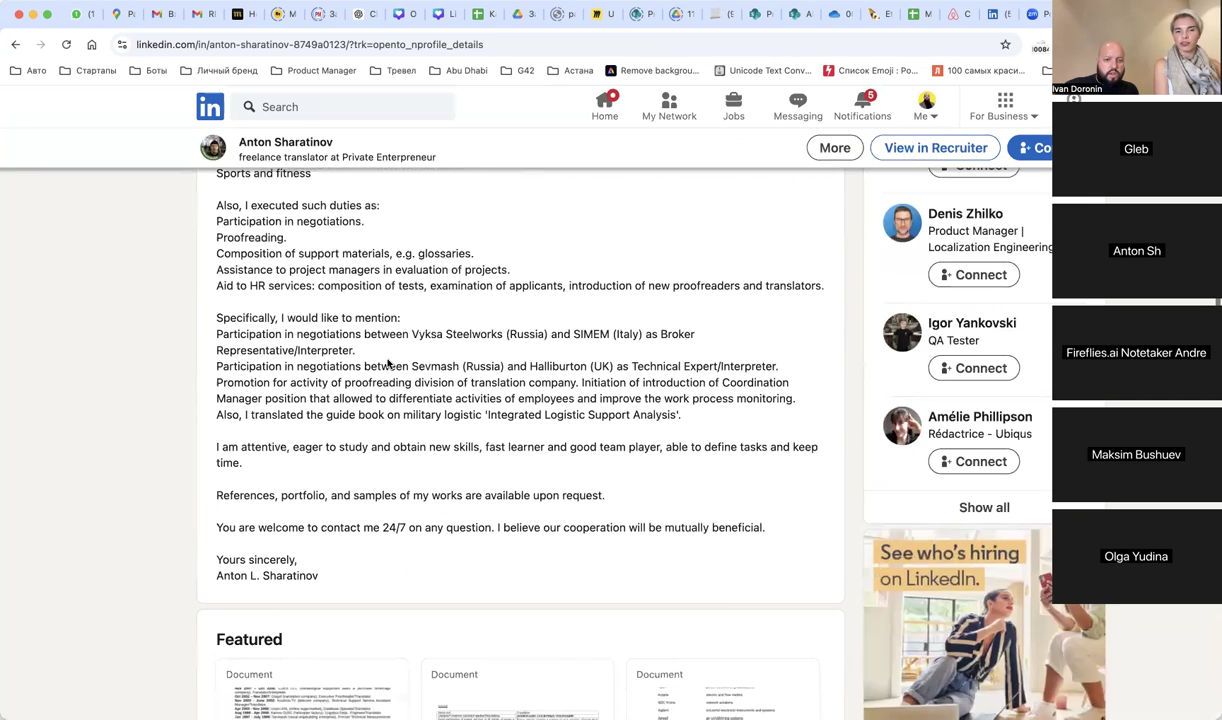 linkedin.com/in/anton-sharatinov-8749a0123/?trk=opento_nprofile_details
Авто
Стартапы
Боты
Личный бренд
Product Manager
Тревел
Abu Dhabi
G42
Астана
Remove backgrou...
Unicode Text Conv...
Список Emoji : Po...
100 самых краси...
Search
Home
My Network
Jobs
Messaging
5
Notifications
Me
For Business
Anton Sharatinov
freelance translator at Private Enterpreneur
More
View in Recruiter
Co
Sports and fitness
Also, I executed such duties as:
Participation in negotiations.
Proofreading.
Composition of support materials, e.g. glossaries.
Assistance to project managers in evaluation of projects.
Aid to HR services: composition of tests, examination of applicants, introduction of new proofreaders and translators.
Specifically, I would like to mention:
Participation in negotiations between Vyksa Steelworks (Russia) and SIMEM (Italy) as Broker
Representative/Interpreter.
Participation in negotiations between Sevmash (Russia) and Halliburton (UK) as Technical Expert/Interpreter.
Promotion for activity of proofreading division of translation company. Initiation of introduction of Coordination
Manager position that allowed to differentiate activities of employees and improve the work process monitoring.
Also, I translated the guide book on military logistic 'Integrated Logistic Support Analysis'.
I am attentive, eager to study and obtain new skills, fast learner and good team player, able to define tasks and keep
time.
References, portfolio, and samples of my works are available upon request.
You are welcome to contact me 24/7 on any question. I believe our cooperation will be mutually beneficial.
Yours sincerely,
Anton L. Sharatinov
Featured
Document
Document
Document
Connect
Denis Zhilko
Product Manager |
Localization Engineering
Connect
Igor Yankovski
QA Tester
Connect
Amélie Phillipson
Rédactrice - Ubiqus
Connect
Show all
See who's hiring
on LinkedIn.
Ivan Doronin
Gleb
Anton Sh
Fireflies.ai Notetaker Andre
Maksim Bushuev
Olga Yudina